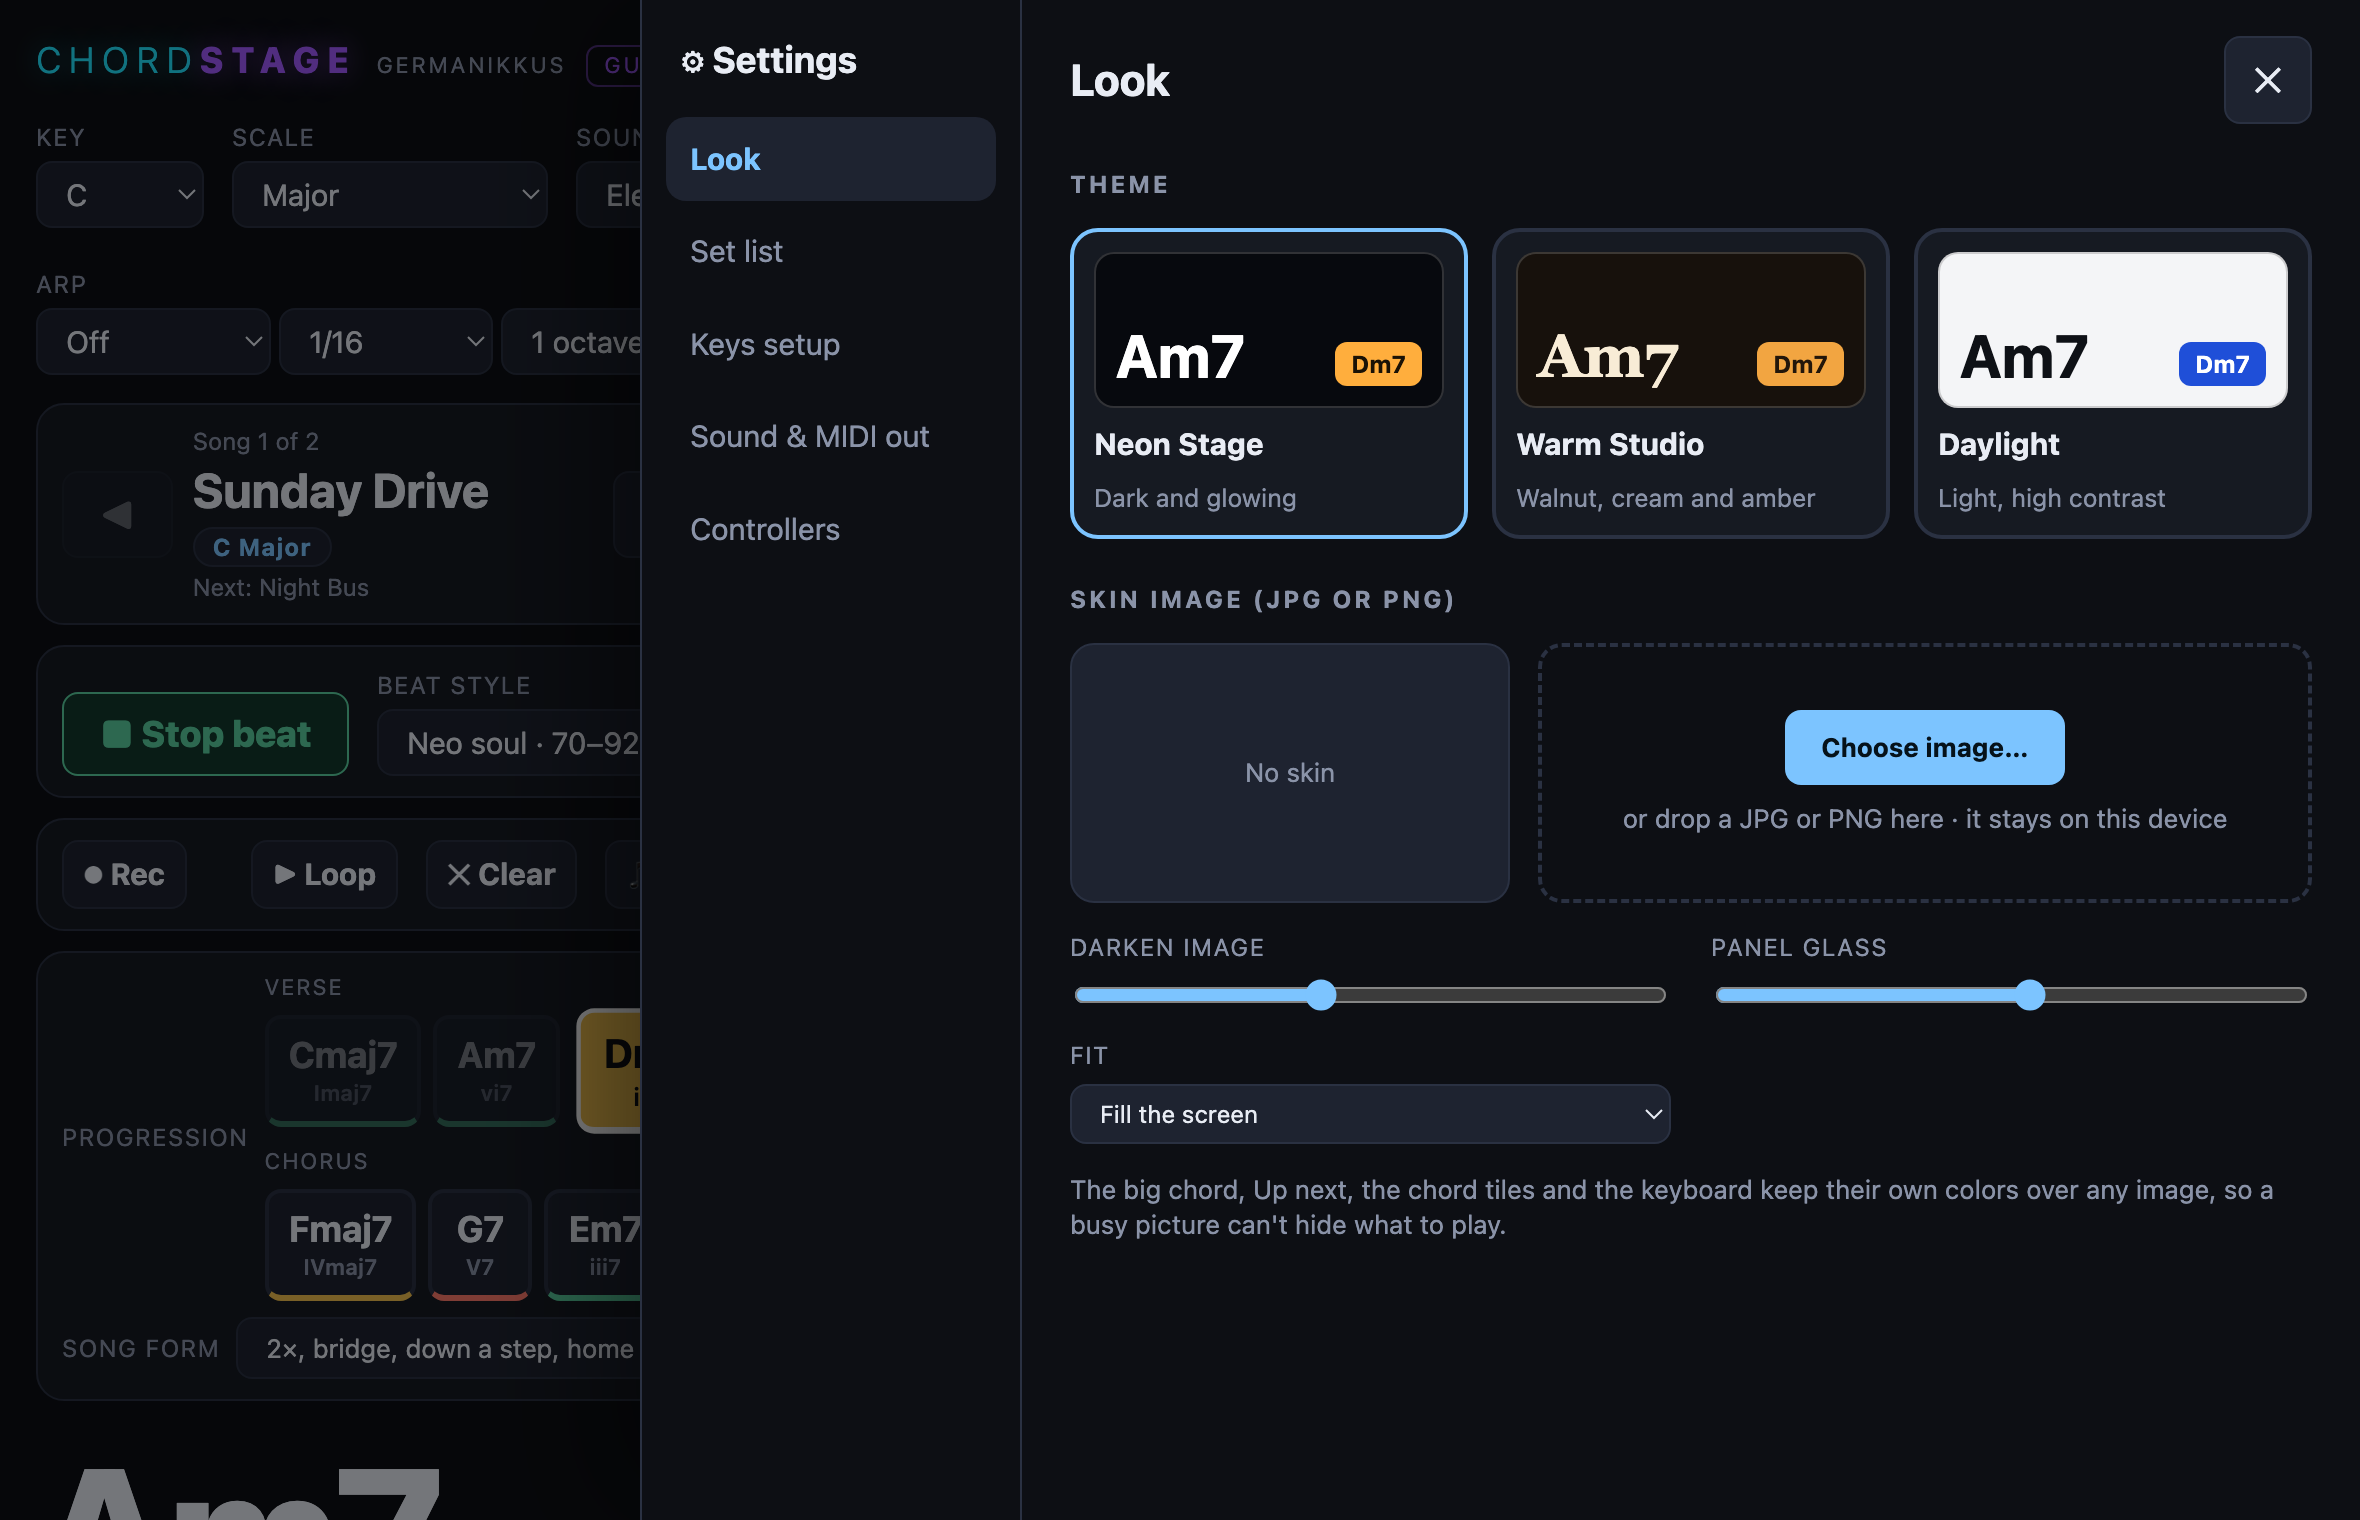 CHORDSTAGE GERMANIKKUS
KEY
SCALE
C
Major
ARP
Off
1/16
1 octave
Song 1 of 2
Sunday Drive
C Major
Next: Night Bus
Stop beat
BEAT STYLE
Neo soul · 70–92
Rec
Loop
Clear
PROGRESSION
VERSE
Cmaj7
Imaj7
Am7
vi7
CHORUS
Fmaj7
IVmaj7
G7
V7
Em7
iii7
SONG FORM
2×, bridge, down a step, home
Am7
Settings
Look
Set list
Keys setup
Sound & MIDI out
Controllers
Look
THEME
Am7
Dm7
Neon Stage
Dark and glowing
Am7
Dm7
Warm Studio
Walnut, cream and amber
Am7
Dm7
Daylight
Light, high contrast
SKIN IMAGE (JPG OR PNG)
No skin
Choose image...
or drop a JPG or PNG here · it stays on this device
DARKEN IMAGE
PANEL GLASS
FIT
Fill the screen
The big chord, Up next, the chord tiles and the keyboard keep their own colors over any image, so a
busy picture can't hide what to play.